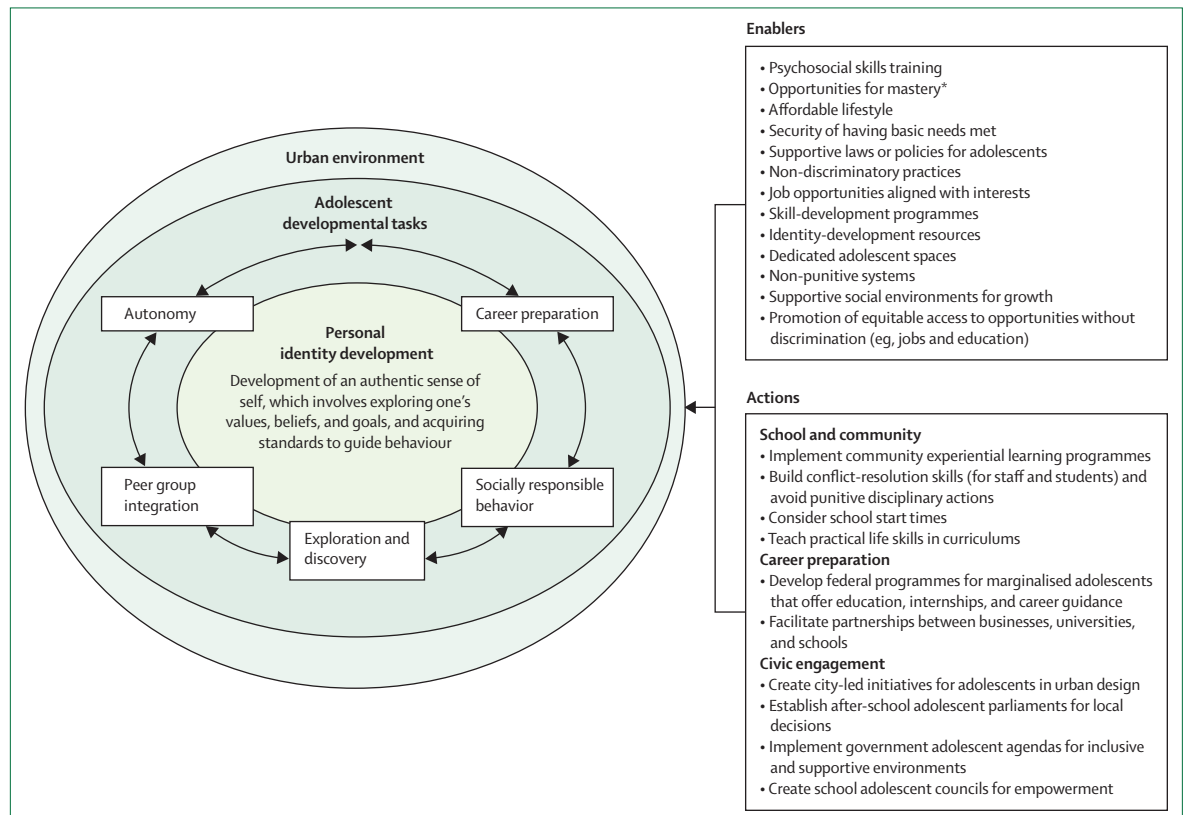 Urban environment
Adolescent
developmental tasks
Autonomy
Career preparation
Personal
identity development
Development of an authentic sense of
self, which involves exploring one’s
values, beliefs, and goals, and acquiring
standards to guide behaviour
Peer group
integration
Socially responsible
behavior
Exploration and
discovery
Enablers
• Psychosocial skills training
• Opportunities for mastery*
• Affordable lifestyle
• Security of having basic needs met
• Supportive laws or policies for adolescents
• Non-discriminatory practices
• Job opportunities aligned with interests
• Skill-development programmes
• Identity-development resources
• Dedicated adolescent spaces
• Non-punitive systems
• Supportive social environments for growth
• Promotion of equitable access to opportunities without
discrimination (eg, jobs and education)
Actions
School and community
• Implement community experiential learning programmes
• Build conflict-resolution skills (for staff and students) and
avoid punitive disciplinary actions
• Consider school start times
• Teach practical life skills in curriculums
Career preparation
• Develop federal programmes for marginalised adolescents
that offer education, internships, and career guidance
• Facilitate partnerships between businesses, universities,
and schools
Civic engagement
• Create city-led initiatives for adolescents in urban design
• Establish after-school adolescent parliaments for local
decisions
• Implement government adolescent agendas for inclusive
and supportive environments
• Create school adolescent councils for empowerment